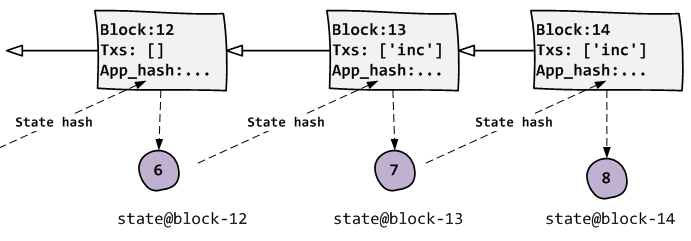 Block:12
Txs: []
App_hash:...
Block:13
Txs: ['inc']
App_hash:...
Block:14
Txs: ['inc']
App_hash:...
State hash
State hash
State hash
6
7
8
state@block-12
state@block-13
state@block-14